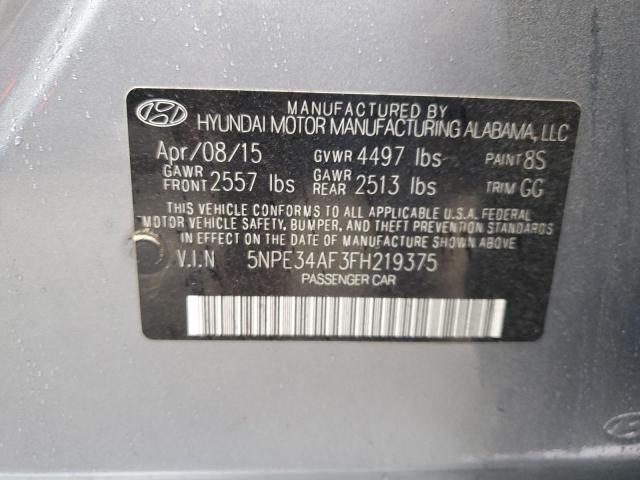 MANUFACTURED BY
HYUNDAI MOTOR MANUFACTURING ALABAMA, LLC
Apr/08/15 GVWR 4497 lbs PAINT 8S
GAWR FRONT 2557 lbs GAWR REAR 2513 lbs TRIM GG
THIS VEHICLE CONFORMS TO ALL APPLICABLE U.S.A. FEDERAL
MOTOR VEHICLE SAFETY, BUMPER, AND THEFT PREVENTION STANDARDS
IN EFFECT ON THE DATE OF MANUFACTURE SHOWN ABOVE.
V.I.N 5NPE34AF3FH219375
PASSENGER CAR